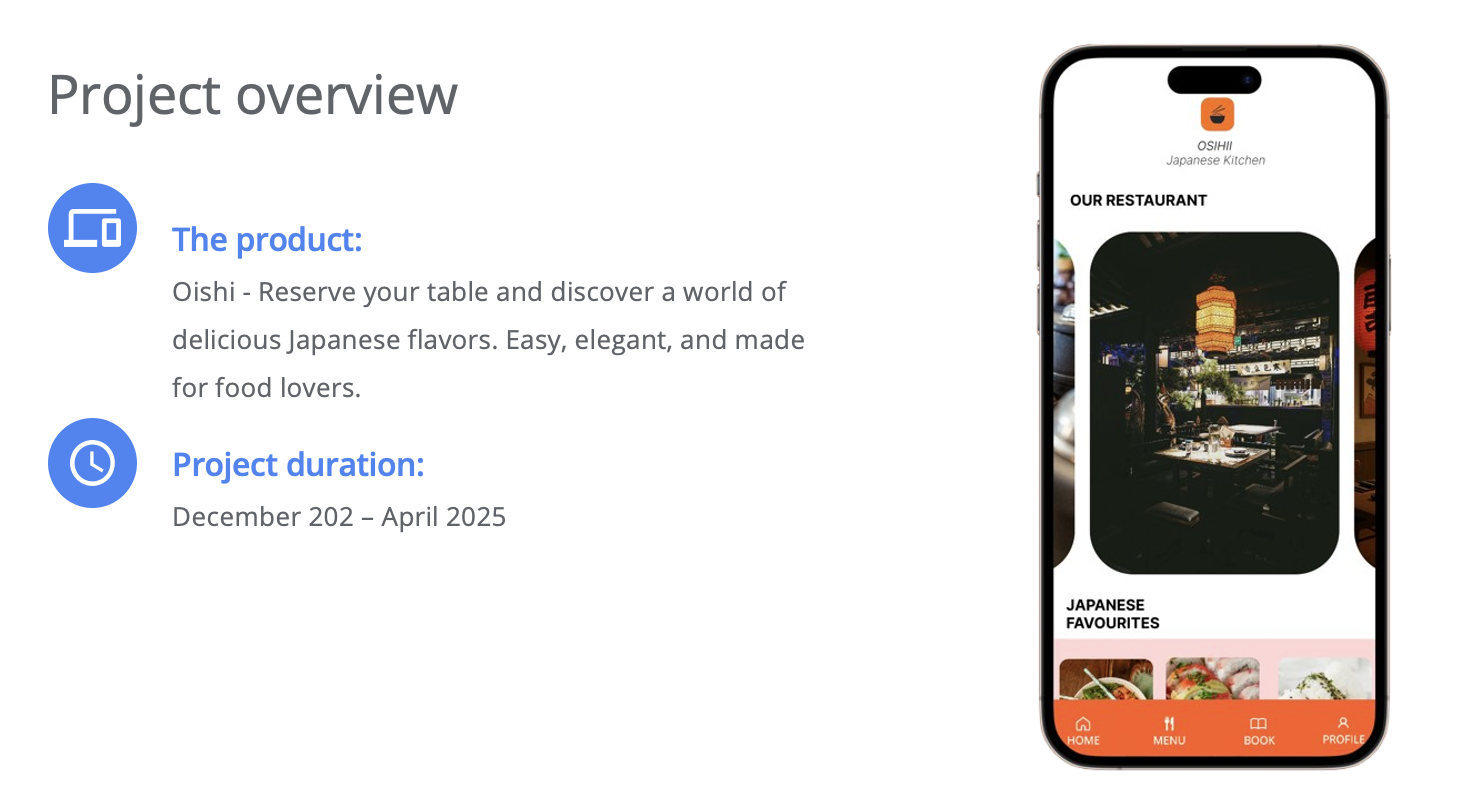 Project overview
The product:
Oishi - Reserve your table and discover a world of
delicious Japanese flavors. Easy, elegant, and made
for food lovers.
Project duration:
December 202 – April 2025
OSIHII
Japanese Kitchen
OUR RESTAURANT
JAPANESE
FAVOURITES
HOME
MENU
BOOK
PROFILE